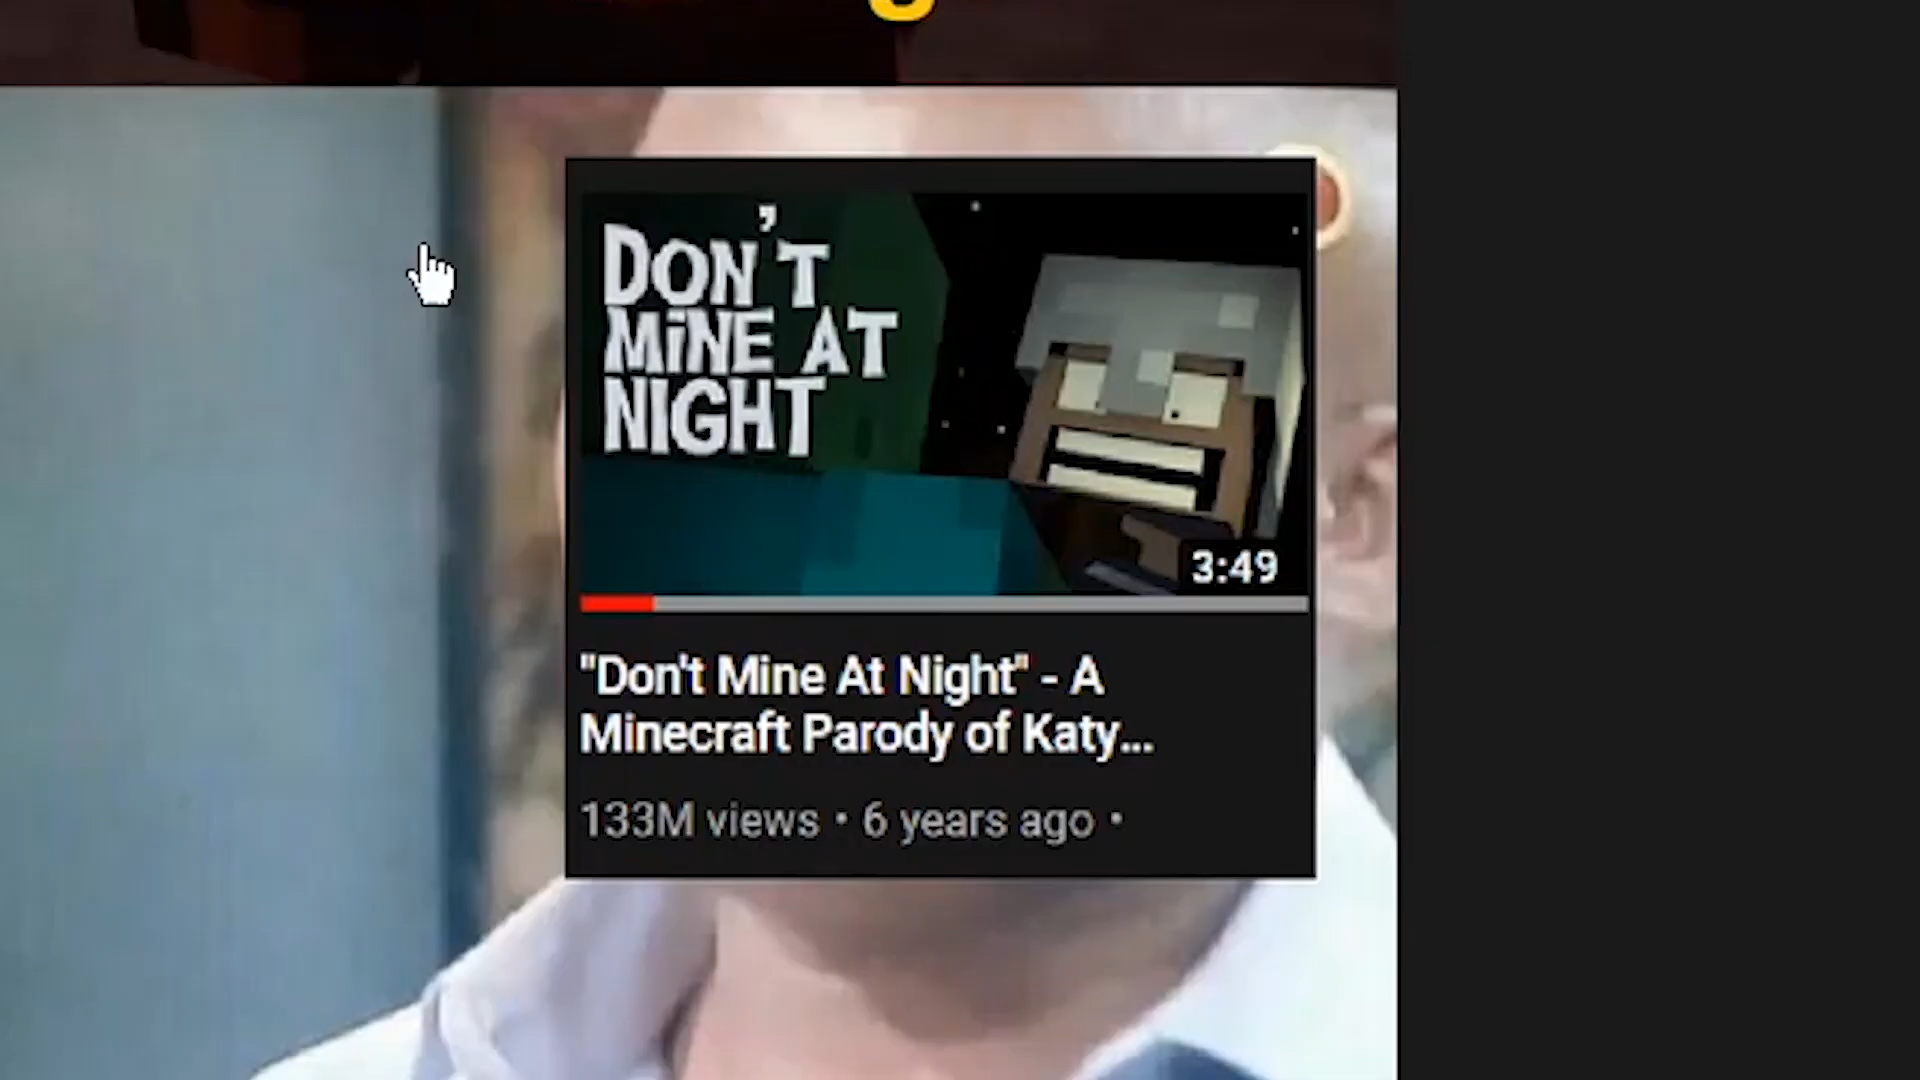 DON'T
MiNE AT
NIGHT
3:49
"Don't Mine At Night" - A
Minecraft Parody of Katy...
133M views • 6 years ago •